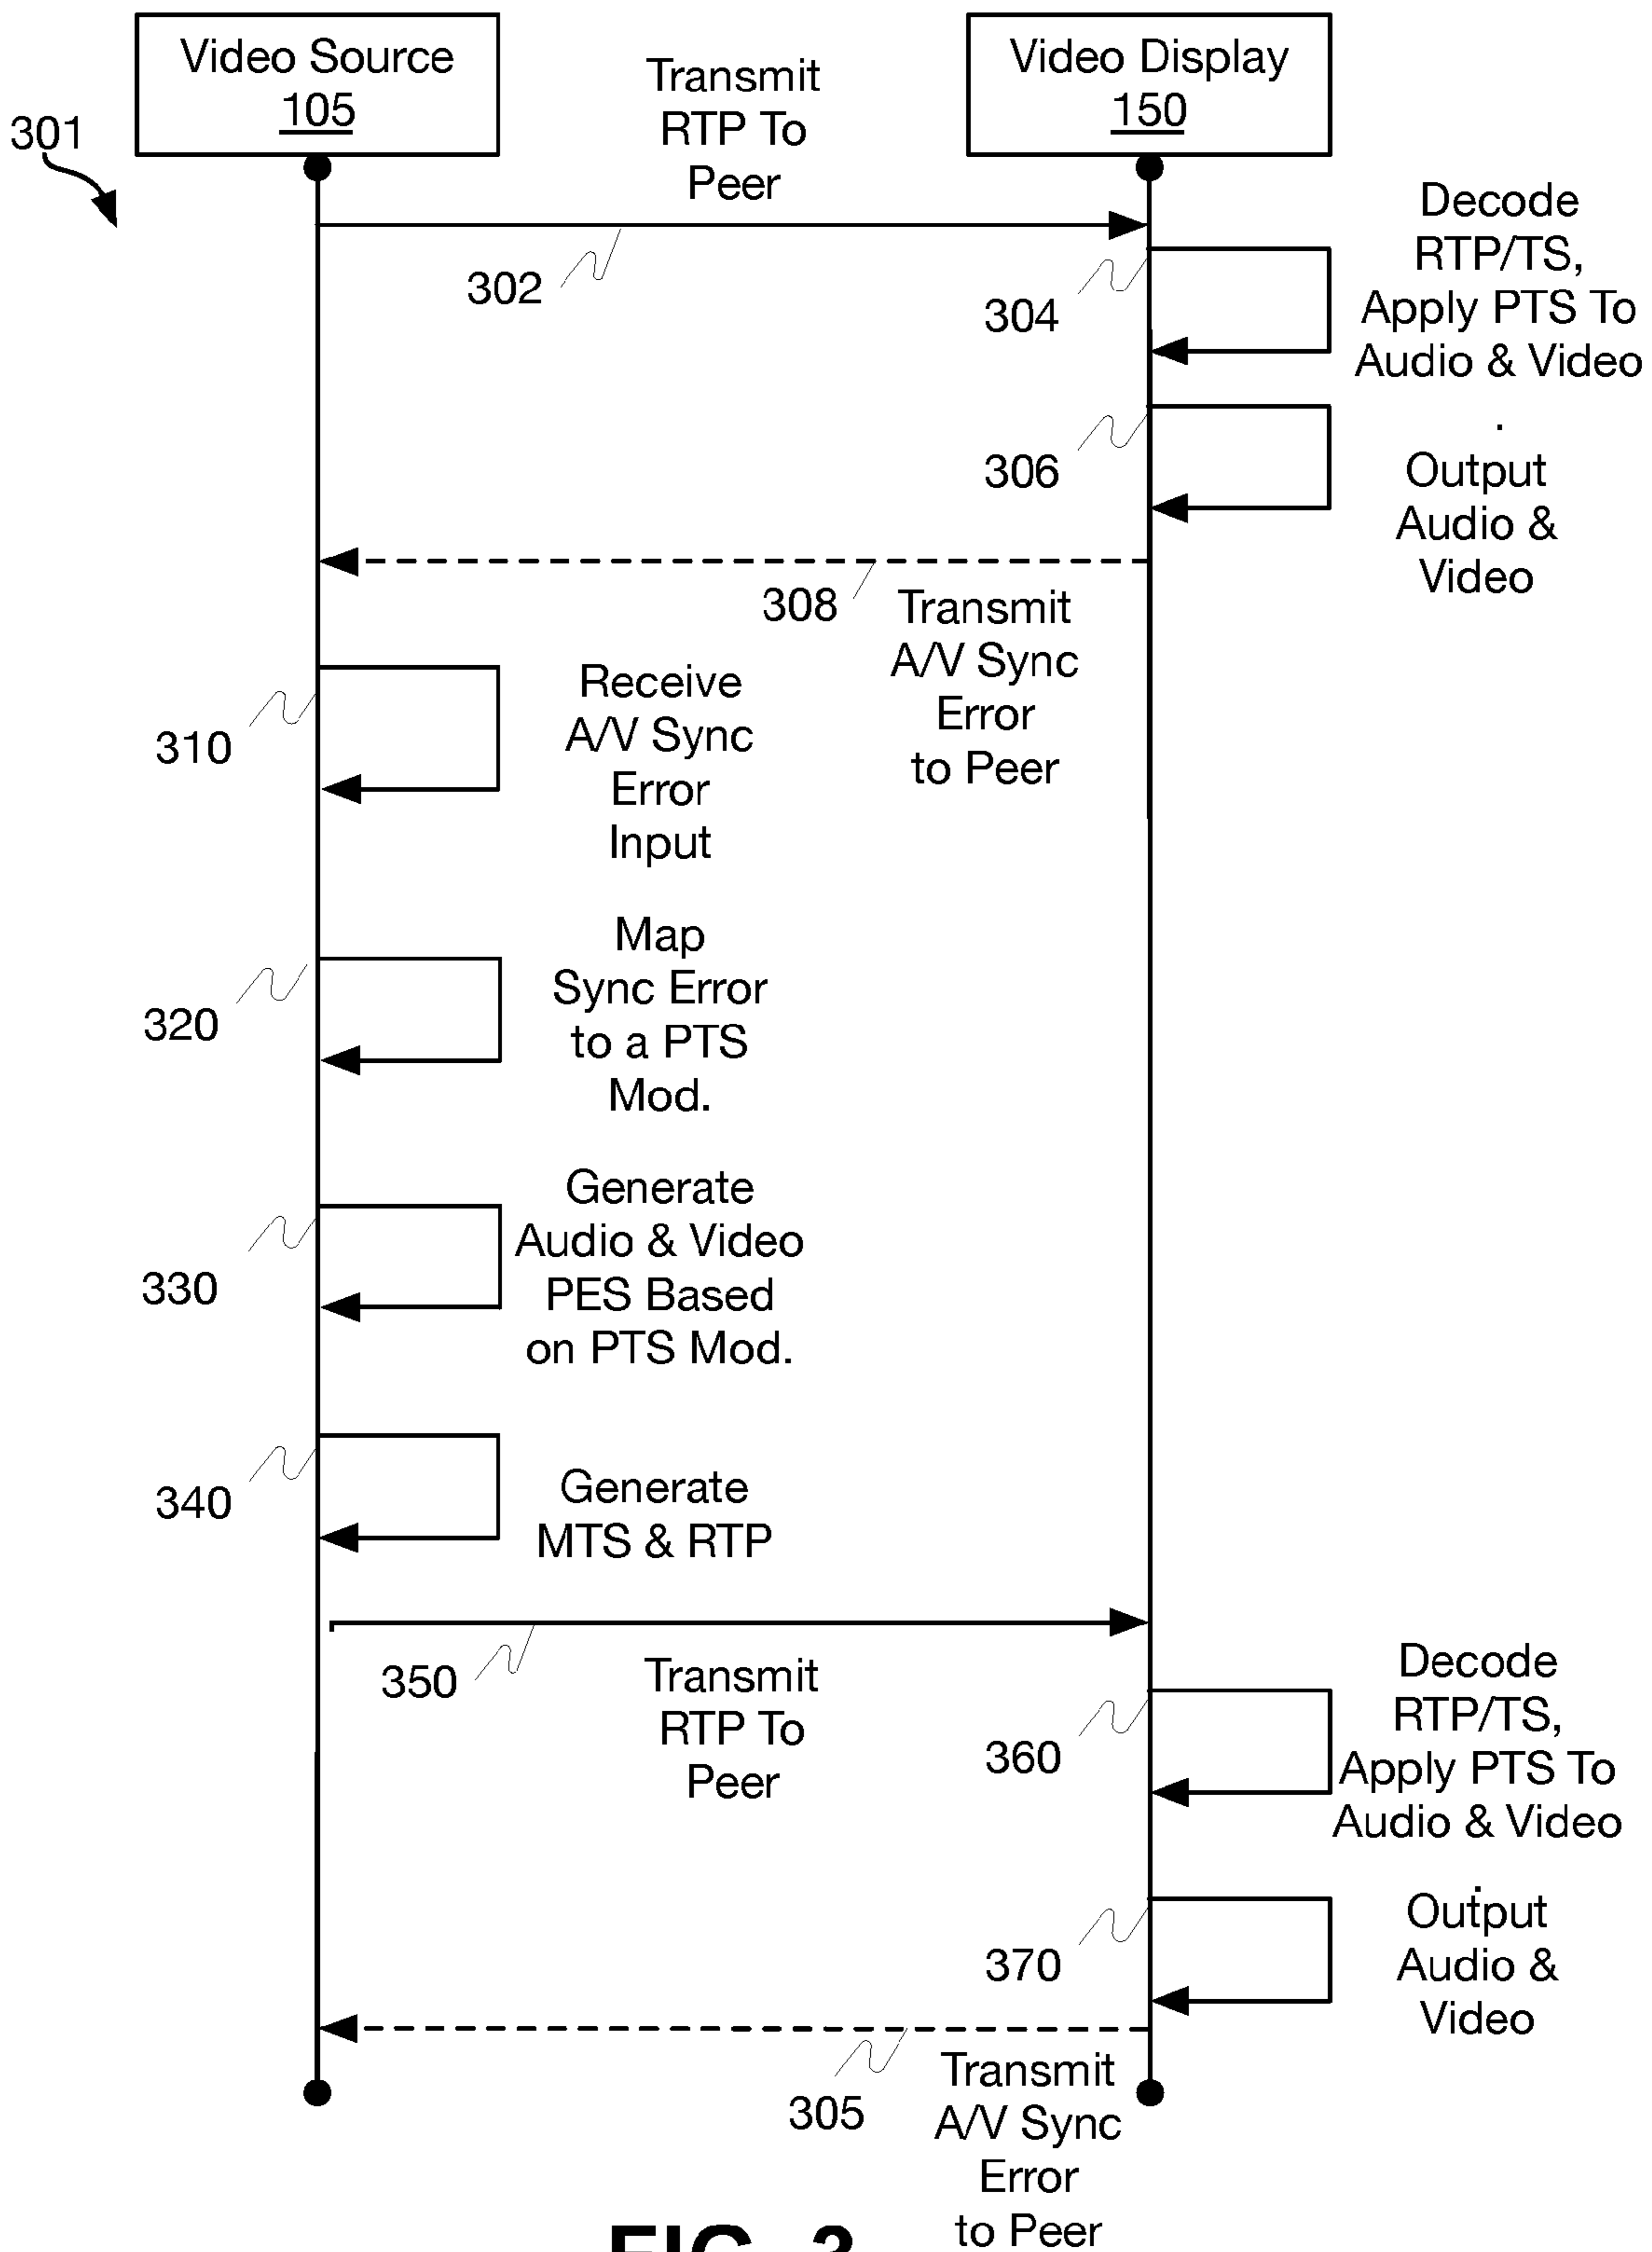 Video Source
105
Video Display
150
301
Transmit
RTP To
Peer
302
Decode
RTP/TS,
Apply PTS To
Audio & Video
.
304
306
Output
Audio &
Video
308
Transmit
A/V Sync
Error
to Peer
310
Receive
A/V Sync
Error
Input
320
Map
Sync Error
to a PTS
Mod.
330
Generate
Audio & Video
PES Based
on PTS Mod.
340
Generate
MTS & RTP
350
Transmit
RTP To
Peer
360
Decode
RTP/TS,
Apply PTS To
Audio & Video
.
370
Output
Audio &
Video
305
Transmit
A/V Sync
Error
to Peer
FIG. 3